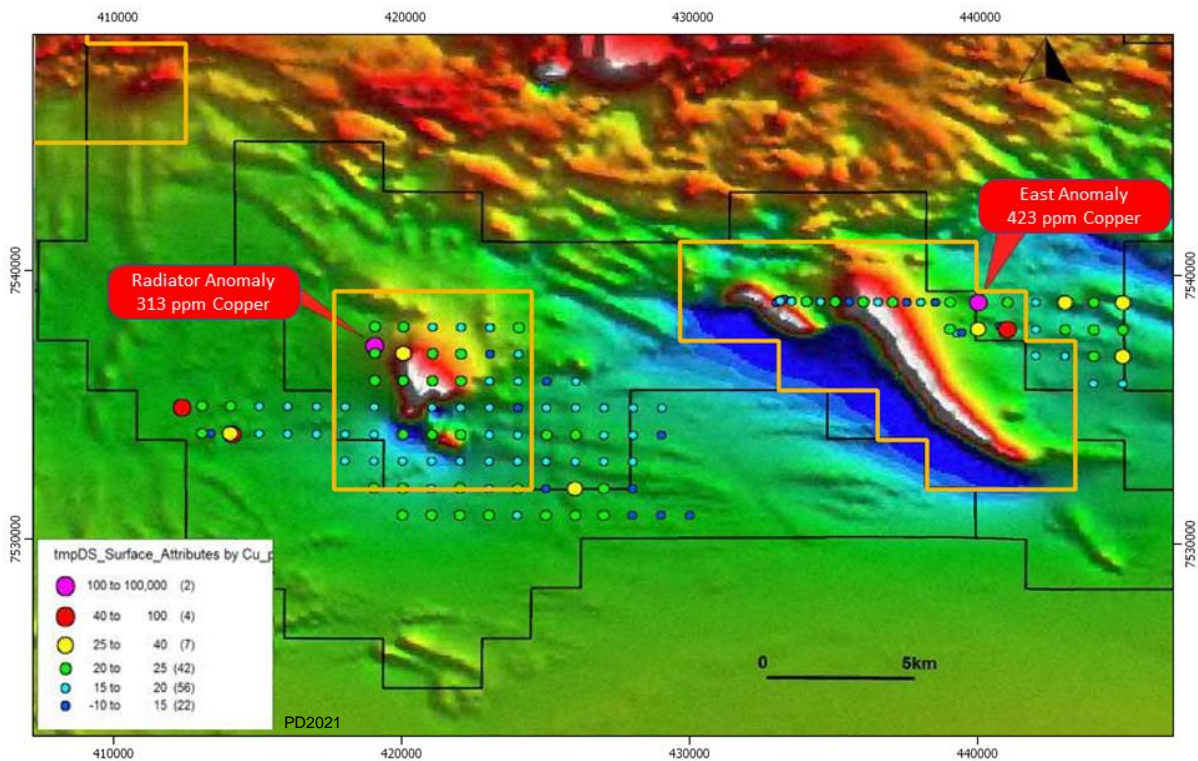 410000 420000 430000 440000
East Anomaly
423 ppm Copper
7540000 7540000
Radiator Anomaly
313 ppm Copper
7530000 7530000
tmpDS_Surface_Attributes by Cu_p
100 to 100,000 (2)
40 to 100 (4)
25 to 40 (7)
20 to 25 (42)
15 to 20 (56)
-10 to 15 (22)
0 5km
PD2021
410000 420000 430000 440000